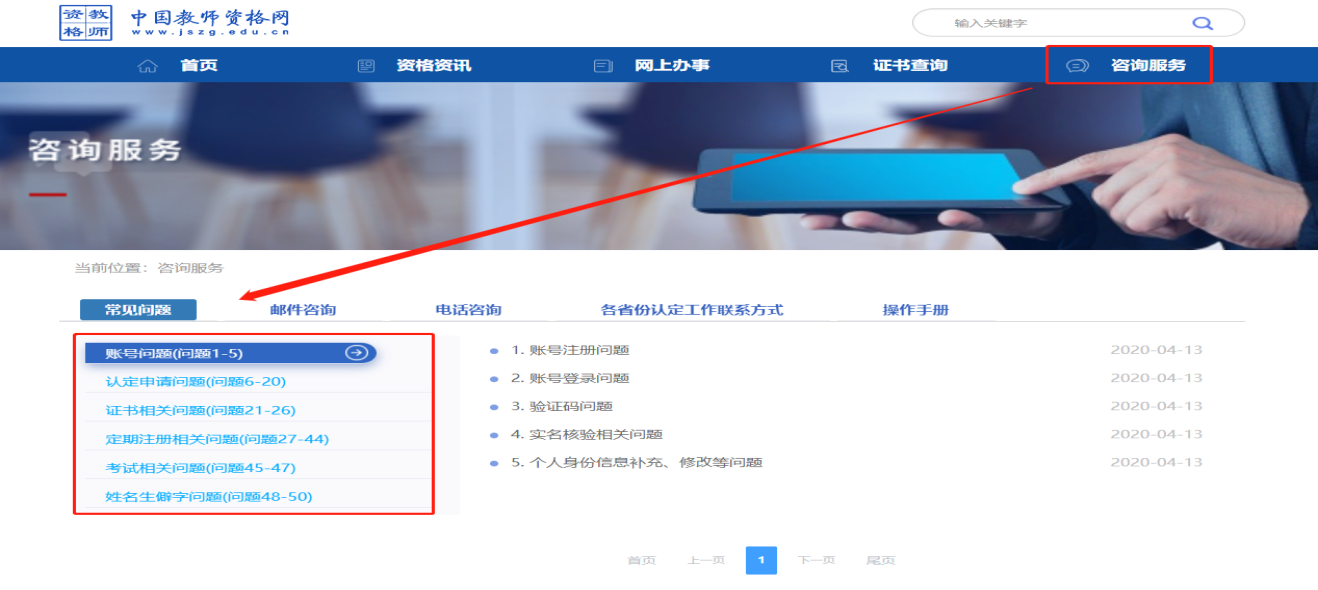 资教 中国教师资格网
格师 www.jszg.edu.cn
输入关键字
首页 资格资讯 网上办事 证书查询 咨询服务
咨询服务
当前位置：咨询服务
常见问题 邮件咨询 电话咨询 各省份认定工作联系方式 操作手册
账号问题(问题1-5)
认定申请问题(问题6-20)
证书相关问题(问题21-26)
定期注册相关问题(问题27-44)
考试相关问题(问题45-47)
姓名生僻字问题(问题48-50)
1. 账号注册问题 2020-04-13
2. 账号登录问题 2020-04-13
3. 验证码问题 2020-04-13
4. 实名核验相关问题 2020-04-13
5. 个人身份信息补充、修改等问题 2020-04-13
首页 上一页 1 下一页 尾页